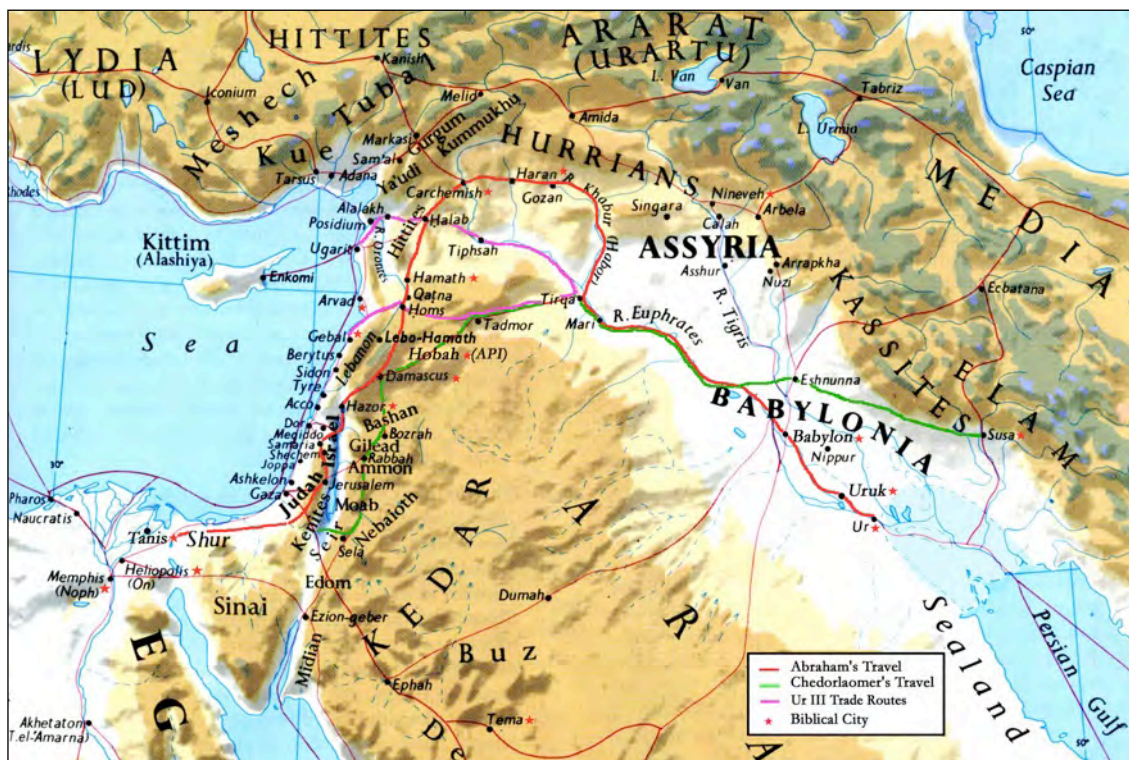 HITTITES
ARARAT
(URARTU)
LYDIA
(LUD)
Meshech
Tubal
Kanish
Iconium
Melid
L. Van
Van
Amida
Tabriz
L. Urmia
Caspian
Sea
50°
Kue
Gurgum
Kummukhu
Markasi
Sam'al
Ya'udi
Tarsus
Adana
HURRIANS
Carchemish
Haran
Gozan
R. Khabur (Habor)
Nineveh
Singara
Calah
Arbela
MEDIA
Rhodes
Alalakh
Posidium
Halab
Hittites
R. Orontes
Kittim
(Alashiya)
Ugarit
Tiphsah
ASSYRIA
Asshur
Arrapkha
Nuzi
R. Tigris
KASSITES
Ecbatana
Enkomi
Hamath
Arvad
Qatna
Homs
Tirqa
Mari
R. Euphrates
Sea
Gebal
Tadmor
Lebo-Hamath
Berytus
Lebanon
Hobah (API)
Sidon
Tyre
Damascus
Eshnunna
ELAM
BABYLONIA
Acco
Hazor
Bashan
Dor
Megiddo
Samaria
Shechem
Joppa
Israel
Bozrah
Gilead
Rabbah
Ammon
Babylon
Nippur
Susa
30°
Ashkelon
Gaza
Judah
Jerusalem
Moab
Uruk
Ur
Pharos
Naucratis
Kenites
Nebaioth
Seir
Sela
KEDAR
ARA
Tanis
Shur
Memphis
(Noph)
Heliopolis
(On)
Edom
Sinai
Ezion-geber
Midian
Dumah
Buz
Sealand
Persian
Gulf
EG
Ephah
Tema
De
Akhetaton
T.el-'Amarna)
Abraham's Travel
Chedorlaomer's Travel
Ur III Trade Routes
Biblical City
50°